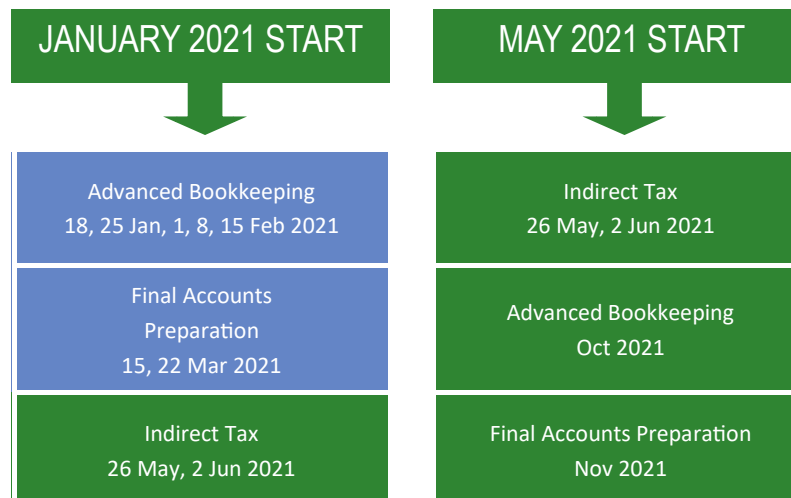 JANUARY 2021 START
Advanced Bookkeeping
18, 25 Jan, 1, 8, 15 Feb 2021
Final Accounts
Preparation
15, 22 Mar 2021
Indirect Tax
26 May, 2 Jun 2021
MAY 2021 START
Indirect Tax
26 May, 2 Jun 2021
Advanced Bookkeeping
Oct 2021
Final Accounts Preparation
Nov 2021